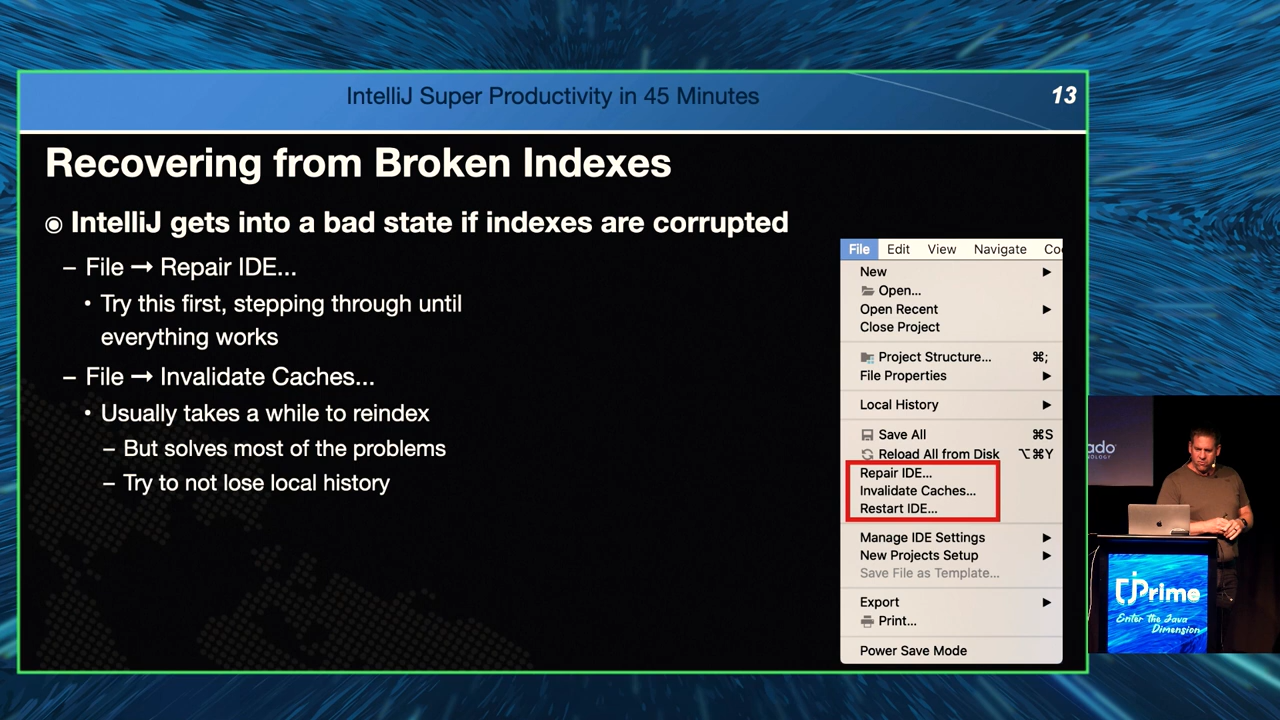 IntelliJ Super Productivity in 45 Minutes
13
Recovering from Broken Indexes
IntelliJ gets into a bad state if indexes are corrupted
– File → Repair IDE...
• Try this first, stepping through until
everything works
– File → Invalidate Caches...
• Usually takes a while to reindex
– But solves most of the problems
– Try to not lose local history
File Edit View Navigate
New
Open...
Open Recent
Close Project
Project Structure... ⌘;
File Properties
Local History
Save All ⌘S
Reload All from Disk ⌥⌘Y
Repair IDE...
Invalidate Caches...
Restart IDE...
Manage IDE Settings
New Projects Setup
Save File as Template...
Export
Print...
Power Save Mode
jPrime
Enter the Java
Dimension